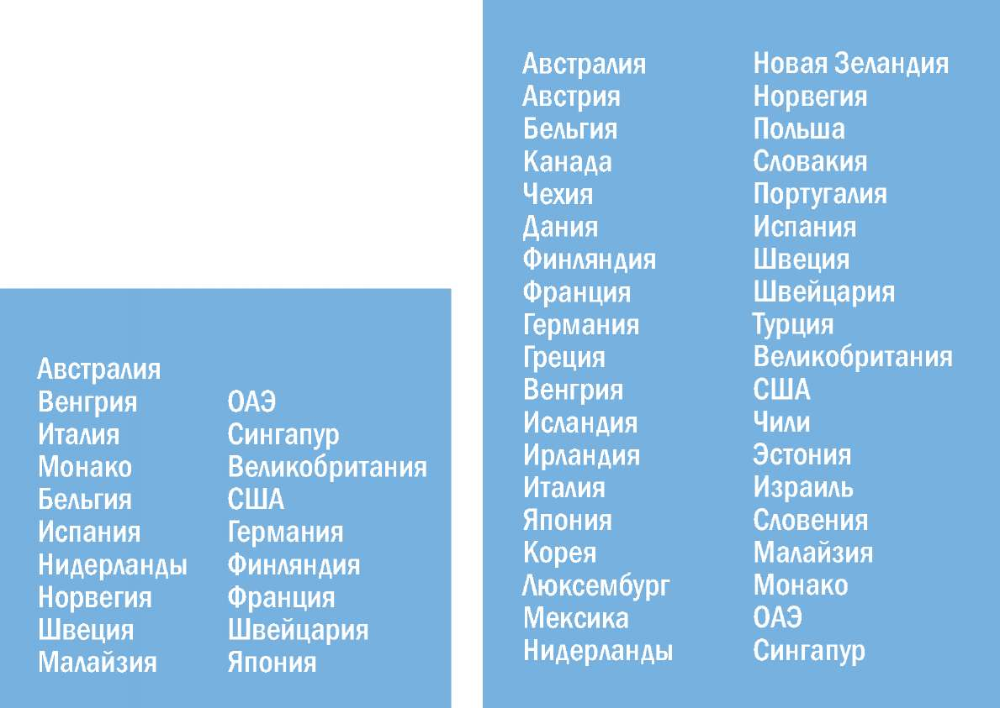 Австралия
Венгрия
Италия
Монако
Бельгия
Испания
Нидерланды
Норвегия
Швеция
Малайзия
ОАЭ
Сингапур
Великобритания
США
Германия
Финляндия
Франция
Швейцария
Япония
Австралия
Австрия
Бельгия
Канада
Чехия
Дания
Финляндия
Франция
Германия
Греция
Венгрия
Исландия
Ирландия
Италия
Япония
Корея
Люксембург
Мексика
Нидерланды
Новая Зеландия
Норвегия
Польша
Словакия
Португалия
Испания
Швеция
Швейцария
Турция
Великобритания
США
Чили
Эстония
Израиль
Словения
Малайзия
Монако
ОАЭ
Сингапур